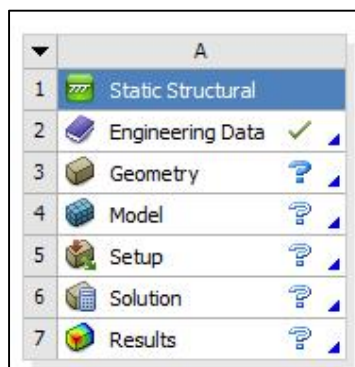 A
1 Static Structural
2 Engineering Data
3 Geometry ?
4 Model ?
5 Setup ?
6 Solution ?
7 Results ?